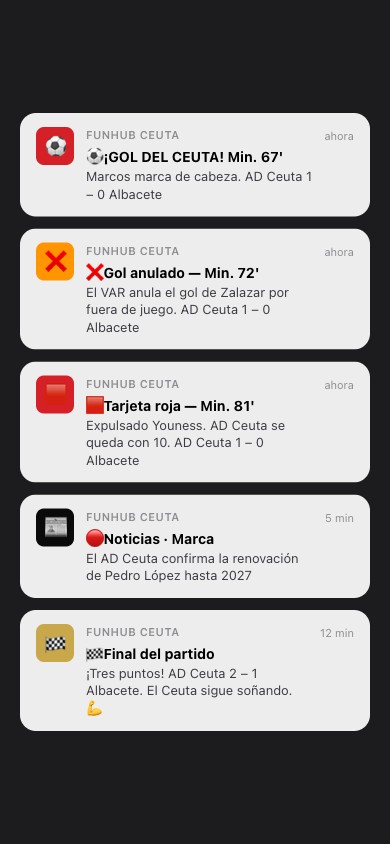 FUNHUB CEUTA
ahora
⚽¡GOL DEL CEUTA! Min. 67'
Marcos marca de cabeza. AD Ceuta 1
– 0 Albacete
FUNHUB CEUTA
ahora
❌Gol anulado — Min. 72'
El VAR anula el gol de Zalazar por
fuera de juego. AD Ceuta 1 – 0
Albacete
FUNHUB CEUTA
ahora
🟥Tarjeta roja — Min. 81'
Expulsado Youness. AD Ceuta se
queda con 10. AD Ceuta 1 – 0
Albacete
FUNHUB CEUTA
5 min
🔴Noticias · Marca
El AD Ceuta confirma la renovación
de Pedro López hasta 2027
FUNHUB CEUTA
12 min
🏁Final del partido
¡Tres puntos! AD Ceuta 2 – 1
Albacete. El Ceuta sigue soñando.
💪